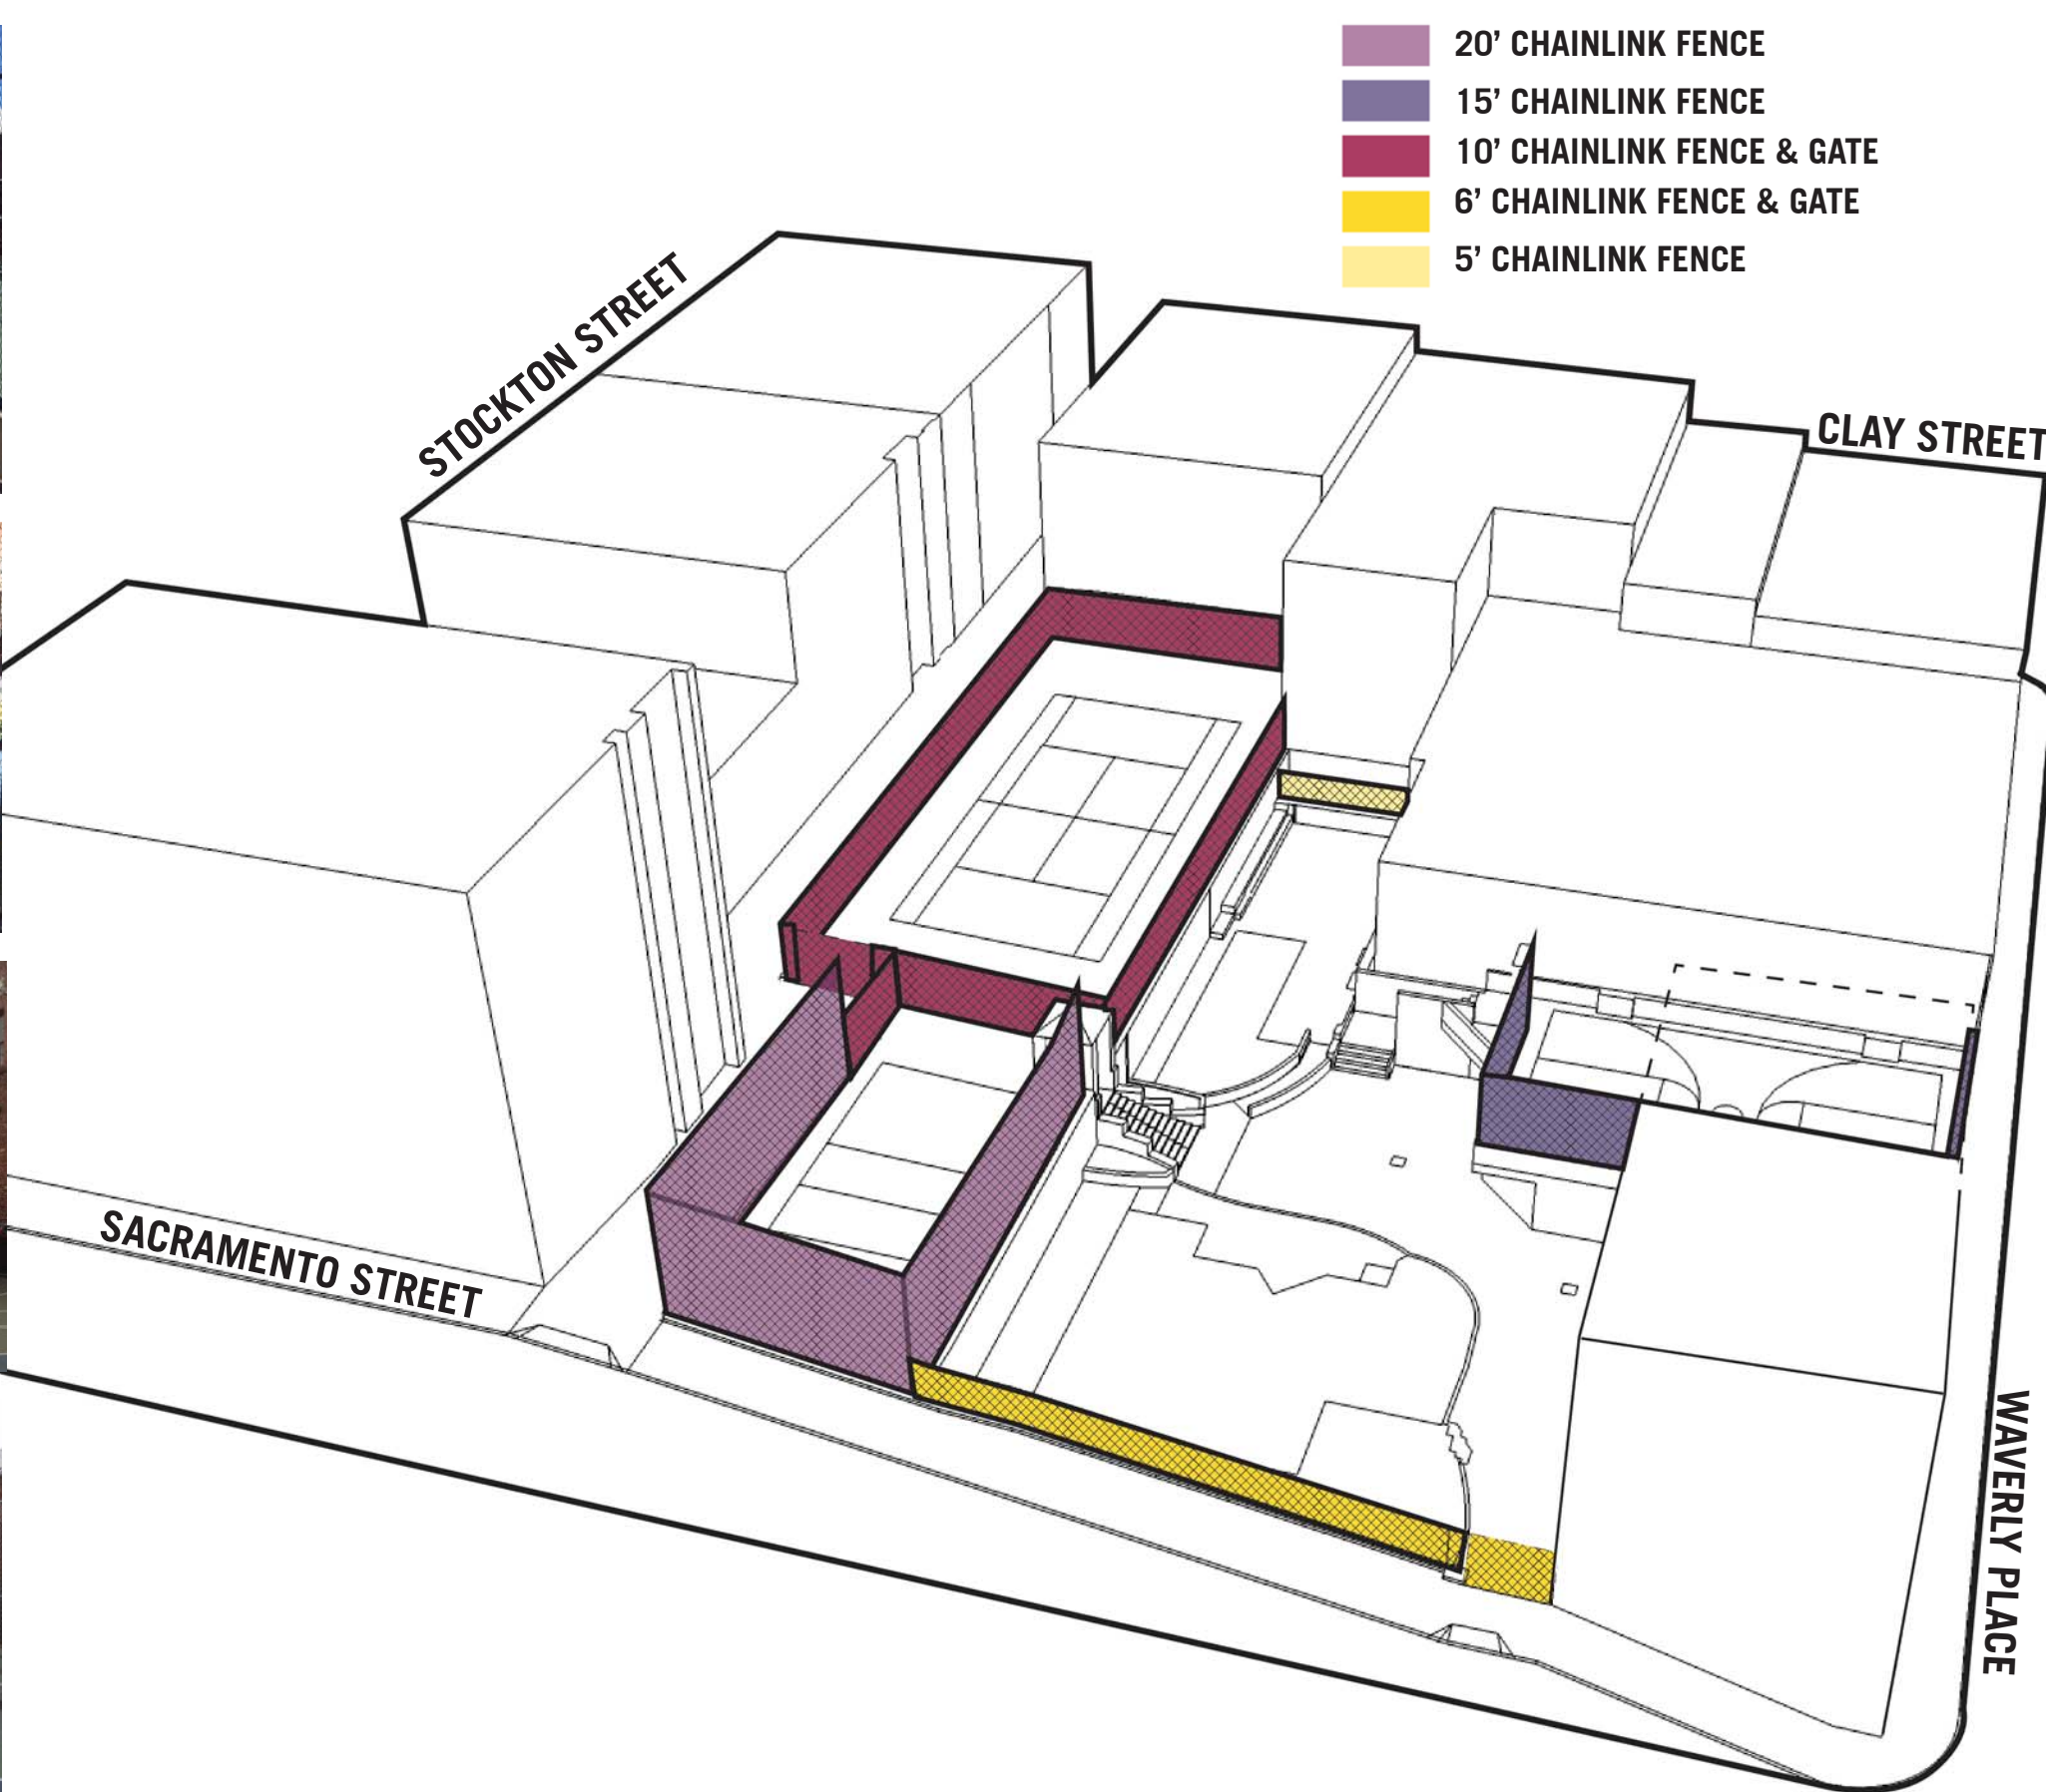 20’ CHAINLINK FENCE
15’ CHAINLINK FENCE
10’ CHAINLINK FENCE & GATE
6’ CHAINLINK FENCE & GATE
5’ CHAINLINK FENCE
STOCKTON STREET
CLAY STREET
SACRAMENTO STREET
WAVERLY PLACE